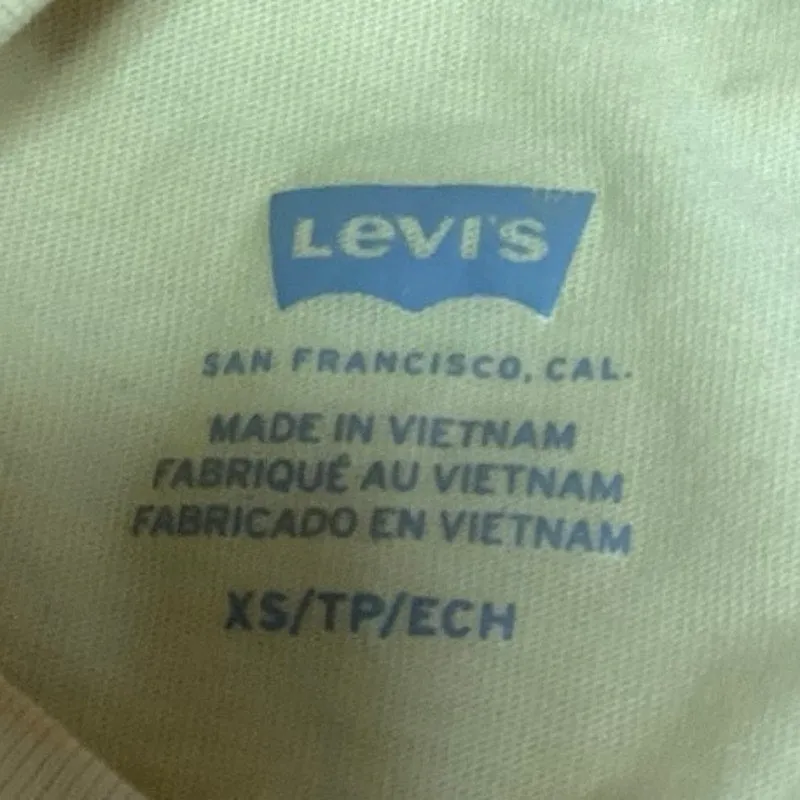 Levi's
SAN FRANCISCO, CAL.
MADE IN VIETNAM
FABRIQUÉ AU VIETNAM
FABRICADO EN VIETNAM
XS/TP/ECH